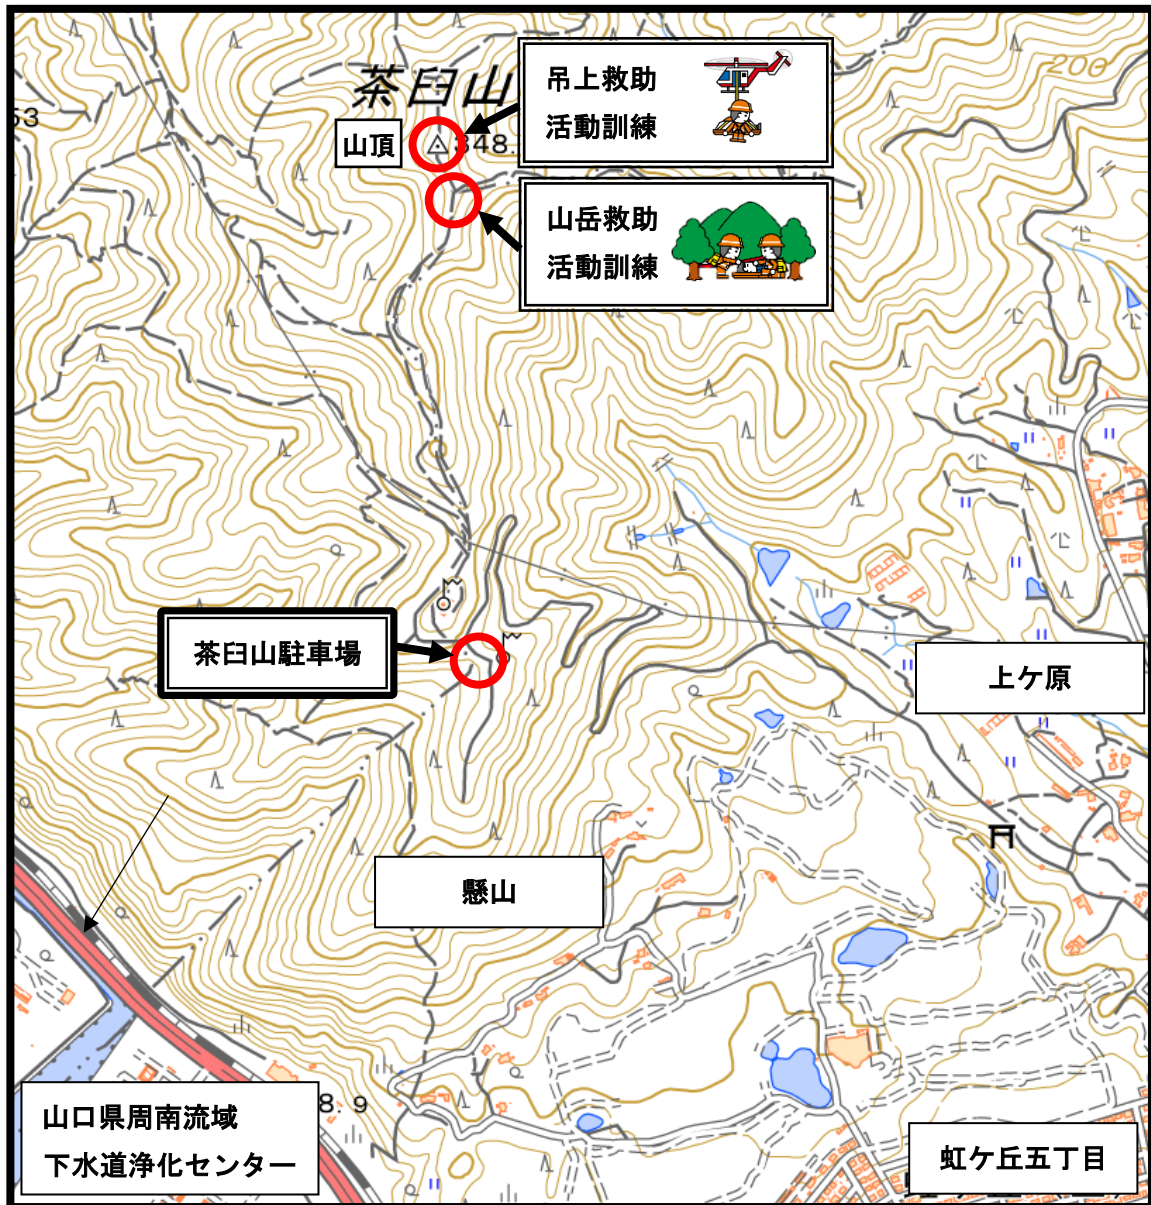 茶臼山
吊上救助
活動訓練
200
53
山頂
348.
山岳救助
活動訓練
茶臼山駐車場
上ケ原
懸山
山口県周南流域
下水道浄化センター
8.9
虹ケ丘五丁目